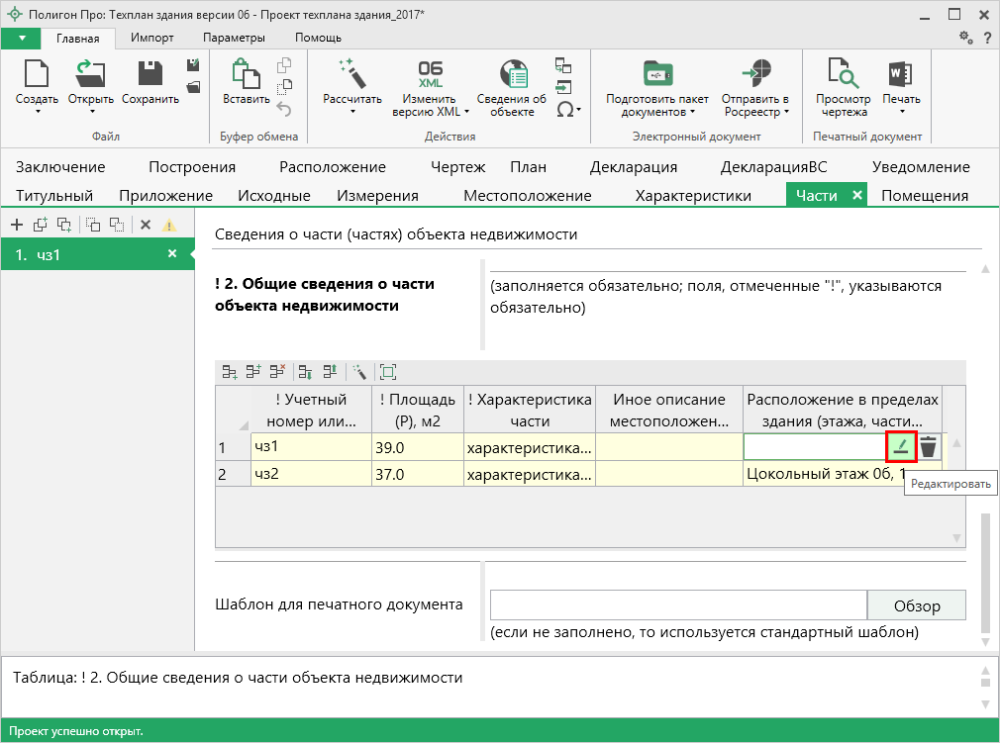 Полигон Про: Техплан здания версии 06 - Проект техплана здания_2017*
Главная Импорт Параметры Помощь
?
Создать Открыть Сохранить
Файл
Вставить
Буфер обмена
Рассчитать
06
XML
Изменить
версию XML
Сведения об
объекте
Ω
Действия
Подготовить пакет
документов
Отправить в
Росреестр
Электронный документ
Просмотр
чертежа
W
Печать
Печатный документ
Заключение Построения Расположение Чертеж План Декларация ДекларацияВС Уведомление
Титульный Приложение Исходные Измерения Местоположение Характеристики Части Помещения
1. чз1
Сведения о части (частях) объекта недвижимости
! 2. Общие сведения о части
объекта недвижимости
(заполняется обязательно; поля, отмеченные "!", указываются
обязательно)
! Учетный
номер или...
! Площадь
(Р), м2
! Характеристика
части
Иное описание
местоположен...
Расположение в пределах
здания (этажа, части...
1 чз1 39.0 характеристика...
2 чз2 37.0 характеристика... Цокольный этаж 0б, 1
Редактировать
Шаблон для печатного документа
Обзор
(если не заполнено, то используется стандартный шаблон)
Таблица: ! 2. Общие сведения о части объекта недвижимости
Проект успешно открыт.